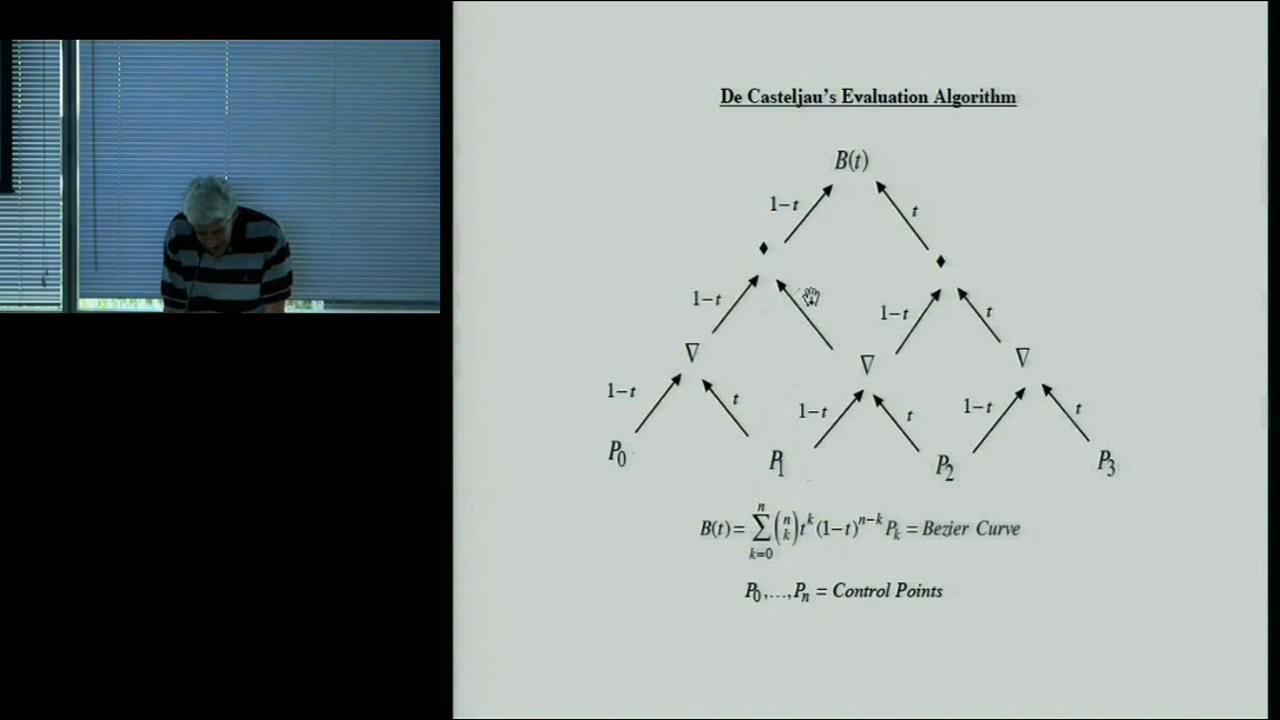 De Casteljau's Evaluation Algorithm
B(t)
1−t t
1−t 1−t t
1−t t 1−t t 1−t t
P₀ P₁ P₂ P₃
B(t) = ∑_{k=0}^{n} (n k) t^k (1−t)^{n−k} P_k = Bezier Curve
P₀,...,Pₙ = Control Points